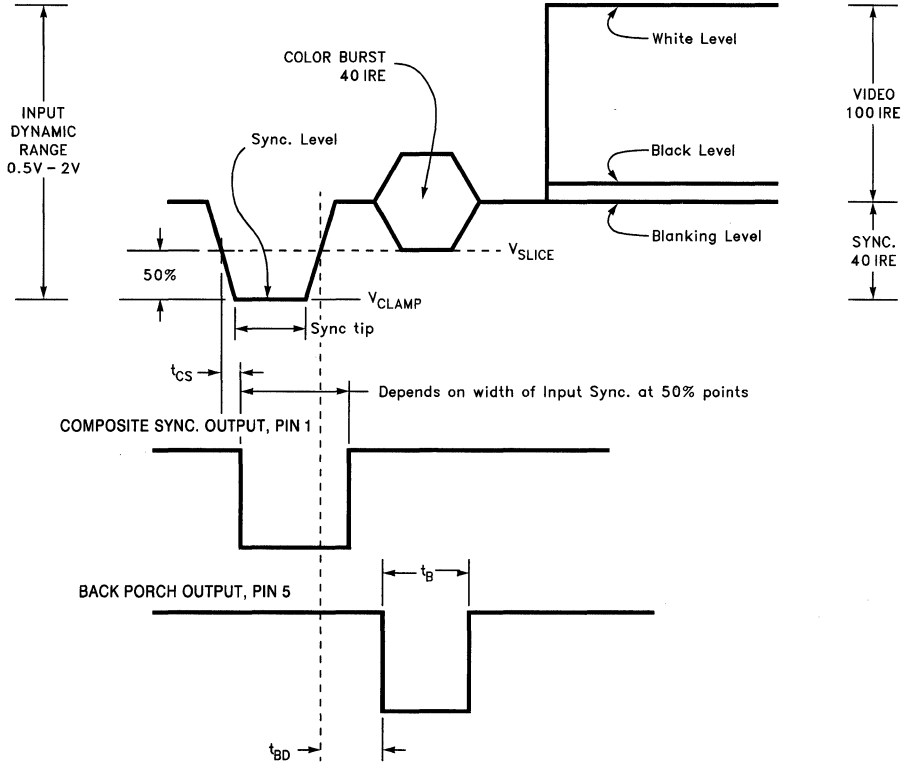 White Level
COLOR BURST
40 IRE
INPUT
DYNAMIC
RANGE
0.5V – 2V
VIDEO
100 IRE
Sync. Level
Black Level
Blanking Level
VSLICE
SYNC.
40 IRE
50%
VCLAMP
Sync tip
tCS
Depends on width of Input Sync. at 50% points
COMPOSITE SYNC. OUTPUT, PIN 1
tB
BACK PORCH OUTPUT, PIN 5
tBD